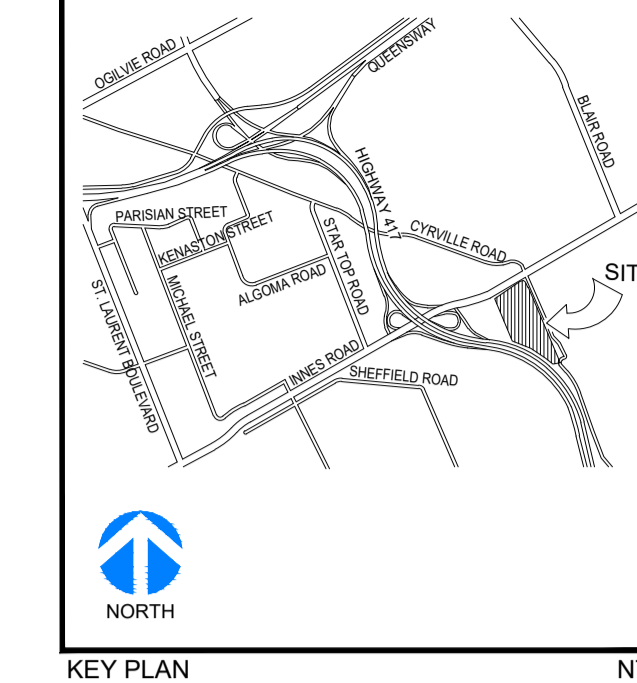 OGILVIE ROAD
QUEENSWAY
BLAIR ROAD
HIGHWAY 417
PARISIAN STREET
KENASTON STREET
STAR TOP ROAD
CYRVILLE ROAD
SIT
ALGOMA ROAD
MICHAEL STREET
ST. LAURENT BOULEVARD
INNES ROAD
SHEFFIELD ROAD
NORTH
KEY PLAN
NT